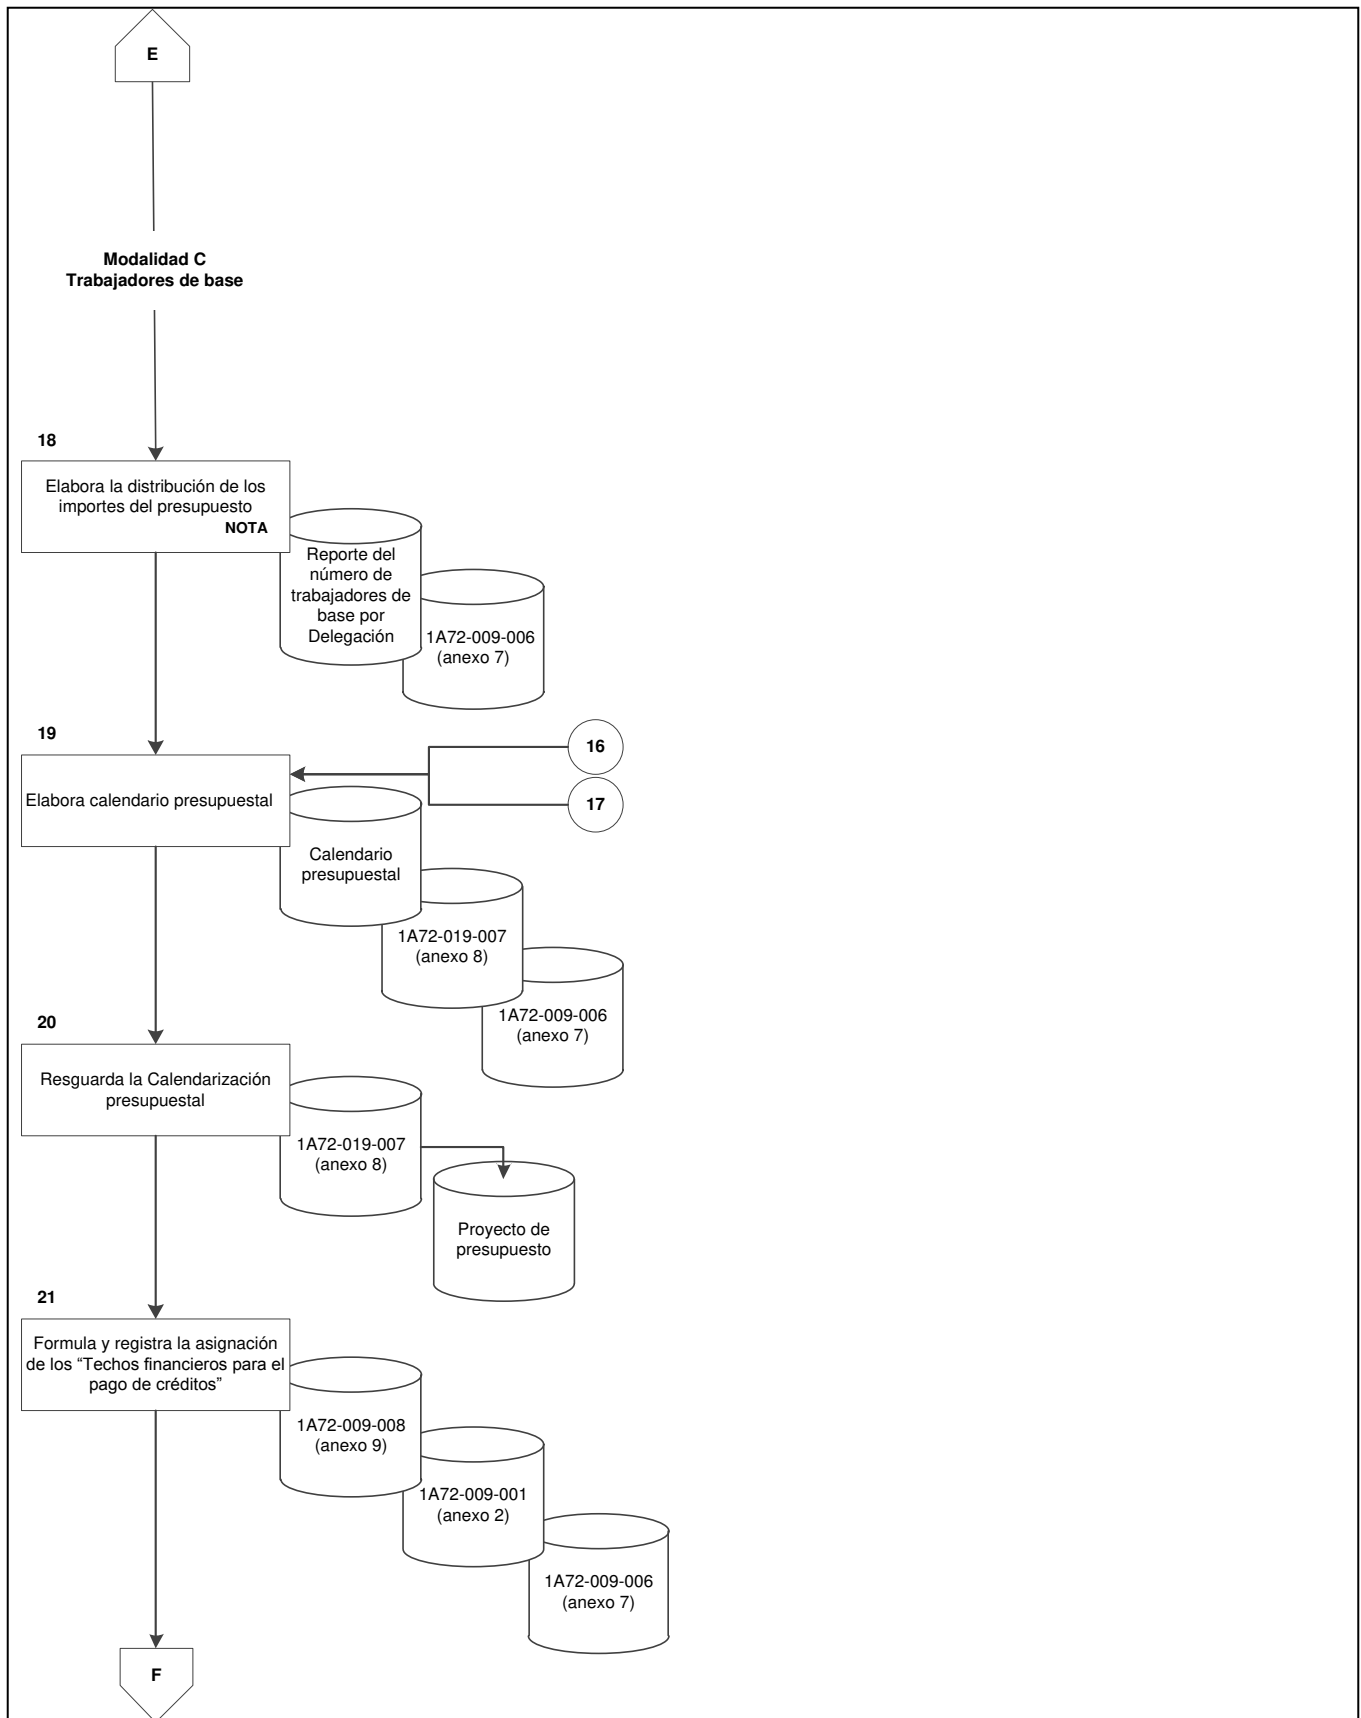 E
Modalidad C
Trabajadores de base
18
Elabora la distribución de los
importes del presupuesto
NOTA
Reporte del
número de
trabajadores de
base por
Delegación
1A72-009-006
(anexo 7)
19
Elabora calendario presupuestal
16
17
Calendario
presupuestal
1A72-019-007
(anexo 8)
1A72-009-006
(anexo 7)
20
Resguarda la Calendarización
presupuestal
1A72-019-007
(anexo 8)
Proyecto de
presupuesto
21
Formula y registra la asignación
de los “Techos financieros para el
pago de créditos”
1A72-009-008
(anexo 9)
1A72-009-001
(anexo 2)
1A72-009-006
(anexo 7)
F